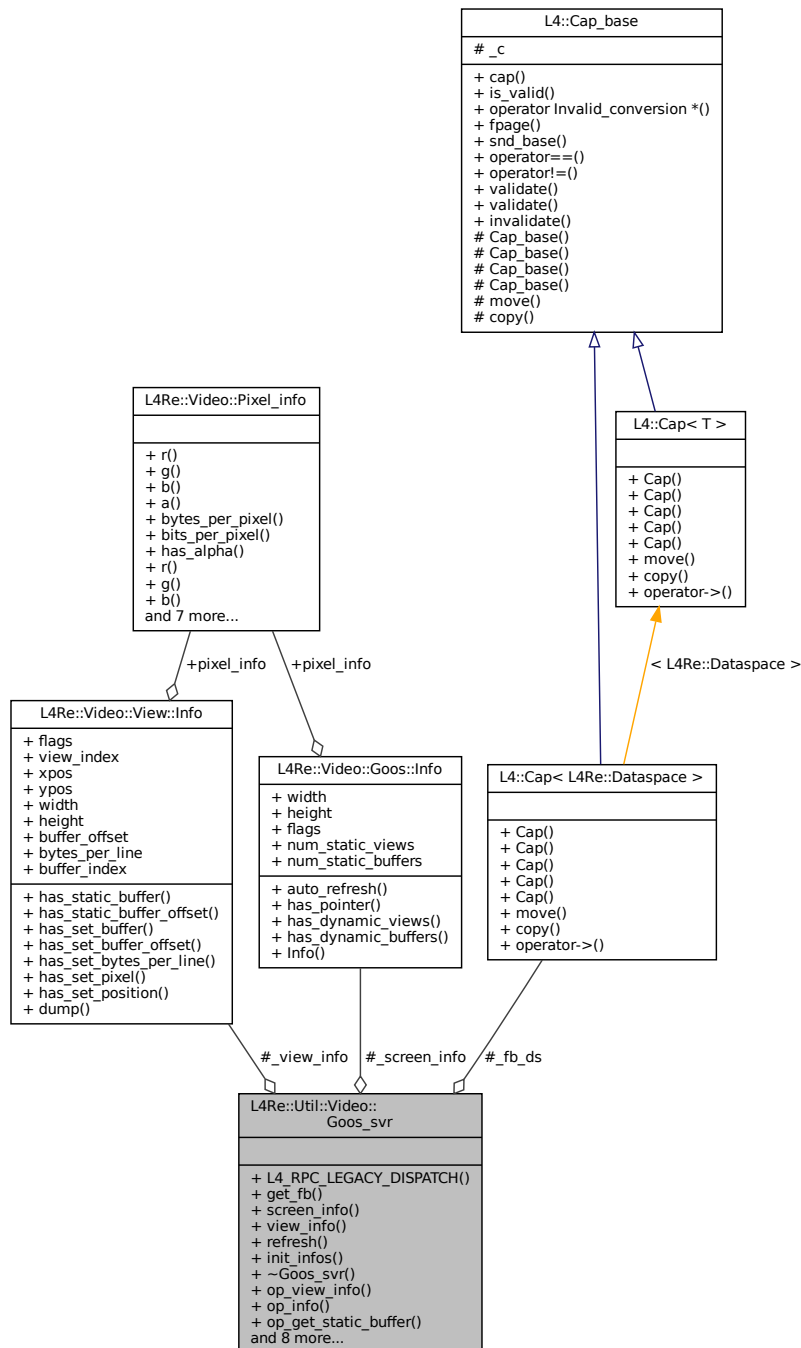 L4::Cap_base
# _c
+ cap()
+ is_valid()
+ operator Invalid_conversion *()
+ fpage()
+ snd_base()
+ operator==()
+ operator!=()
+ validate()
+ validate()
+ invalidate()
# Cap_base()
# Cap_base()
# Cap_base()
# Cap_base()
# move()
# copy()
L4Re::Video::Pixel_info
+ r()
+ g()
+ b()
+ a()
+ bytes_per_pixel()
+ bits_per_pixel()
+ has_alpha()
+ r()
+ g()
+ b()
and 7 more...
L4::Cap< T >
+ Cap()
+ Cap()
+ Cap()
+ Cap()
+ Cap()
+ move()
+ copy()
+ operator->()
+pixel_info
+pixel_info
< L4Re::Dataspace >
L4Re::Video::View::Info
+ flags
+ view_index
+ xpos
+ ypos
+ width
+ height
+ buffer_offset
+ bytes_per_line
+ buffer_index
+ has_static_buffer()
+ has_static_buffer_offset()
+ has_set_buffer()
+ has_set_buffer_offset()
+ has_set_bytes_per_line()
+ has_set_pixel()
+ has_set_position()
+ dump()
L4Re::Video::Goos::Info
+ width
+ height
+ flags
+ num_static_views
+ num_static_buffers
+ auto_refresh()
+ has_pointer()
+ has_dynamic_views()
+ has_dynamic_buffers()
+ Info()
L4::Cap< L4Re::Dataspace >
+ Cap()
+ Cap()
+ Cap()
+ Cap()
+ Cap()
+ move()
+ copy()
+ operator->()
#_view_info
#_screen_info
#_fb_ds
L4Re::Util::Video::
Goos_svr
+ L4_RPC_LEGACY_DISPATCH()
+ get_fb()
+ screen_info()
+ view_info()
+ refresh()
+ init_infos()
+ ~Goos_svr()
+ op_view_info()
+ op_info()
+ op_get_static_buffer()
and 8 more...